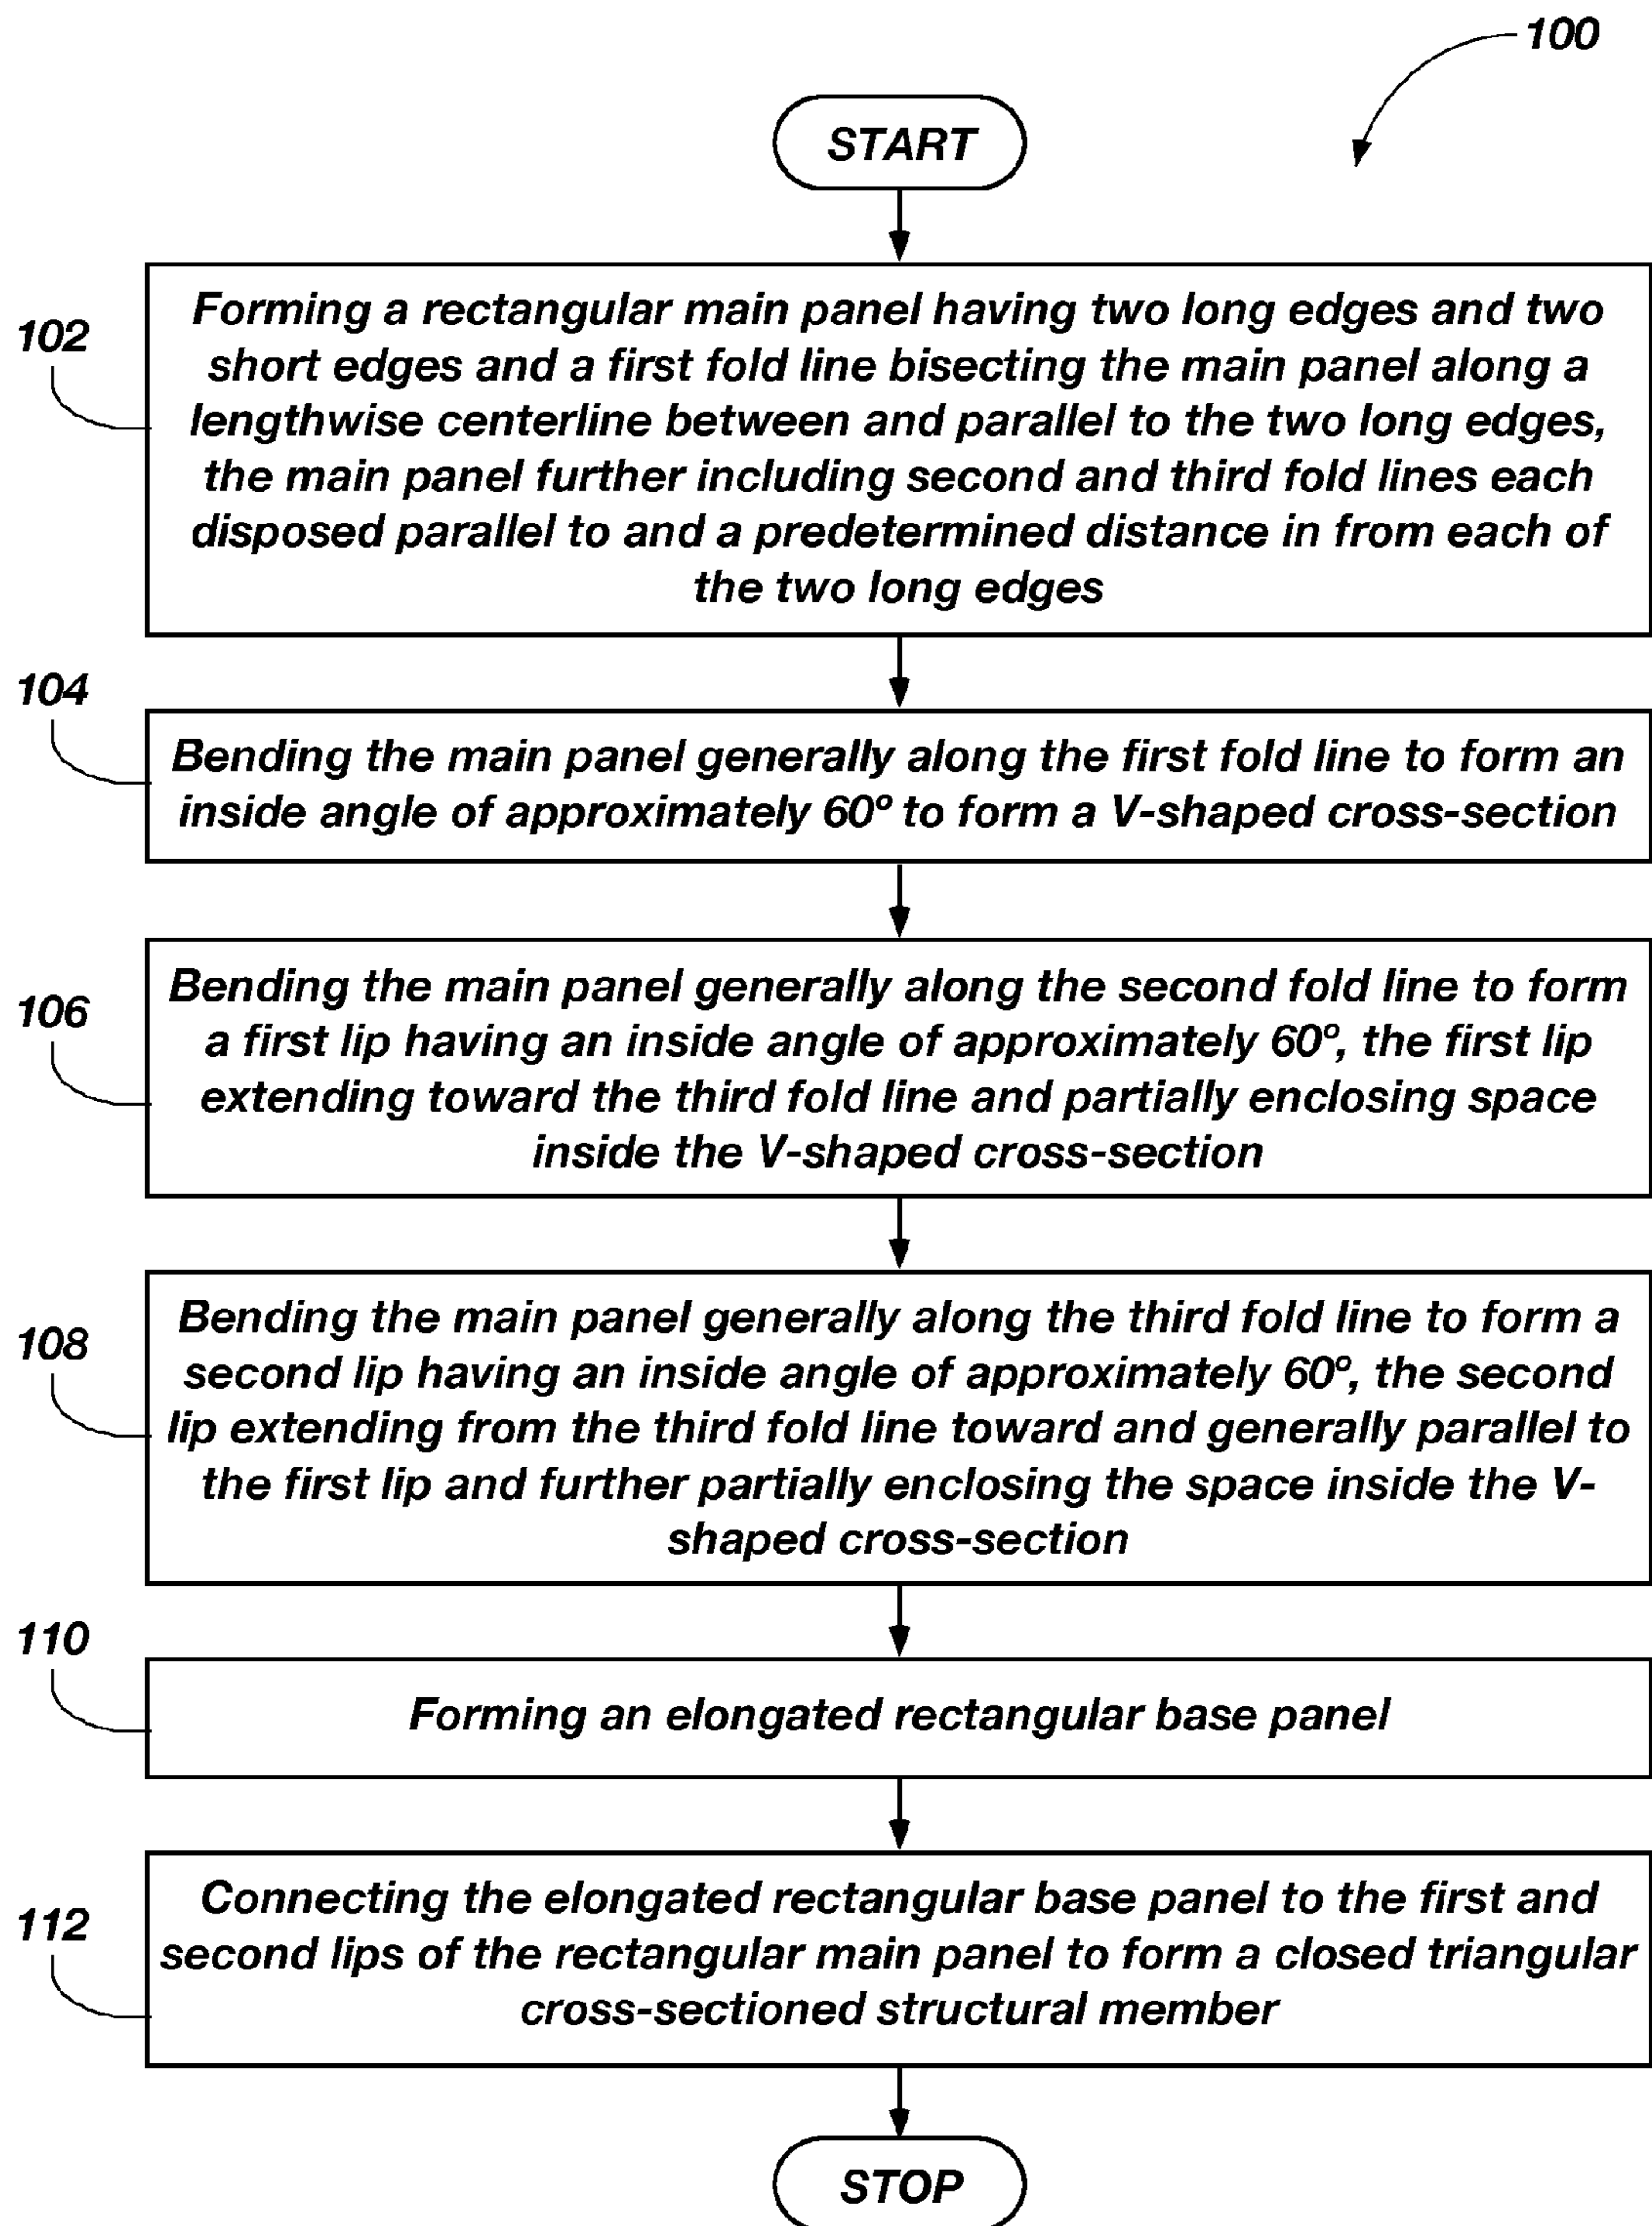 100
START
102
Forming a rectangular main panel having two long edges and two
short edges and a first fold line bisecting the main panel along a
lengthwise centerline between and parallel to the two long edges,
the main panel further including second and third fold lines each
disposed parallel to and a predetermined distance in from each of
the two long edges
104
Bending the main panel generally along the first fold line to form an
inside angle of approximately 60º to form a V-shaped cross-section
106
Bending the main panel generally along the second fold line to form
a first lip having an inside angle of approximately 60º, the first lip
extending toward the third fold line and partially enclosing space
inside the V-shaped cross-section
108
Bending the main panel generally along the third fold line to form a
second lip having an inside angle of approximately 60º, the second
lip extending from the third fold line toward and generally parallel to
the first lip and further partially enclosing the space inside the V-
shaped cross-section
110
Forming an elongated rectangular base panel
112
Connecting the elongated rectangular base panel to the first and
second lips of the rectangular main panel to form a closed triangular
cross-sectioned structural member
STOP